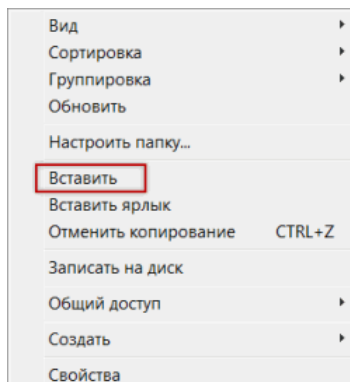 Вид
Сортировка
Группировка
Обновить
Настроить папку...
Вставить
Вставить ярлык
Отменить копирование CTRL+Z
Записать на диск
Общий доступ
Создать
Свойства